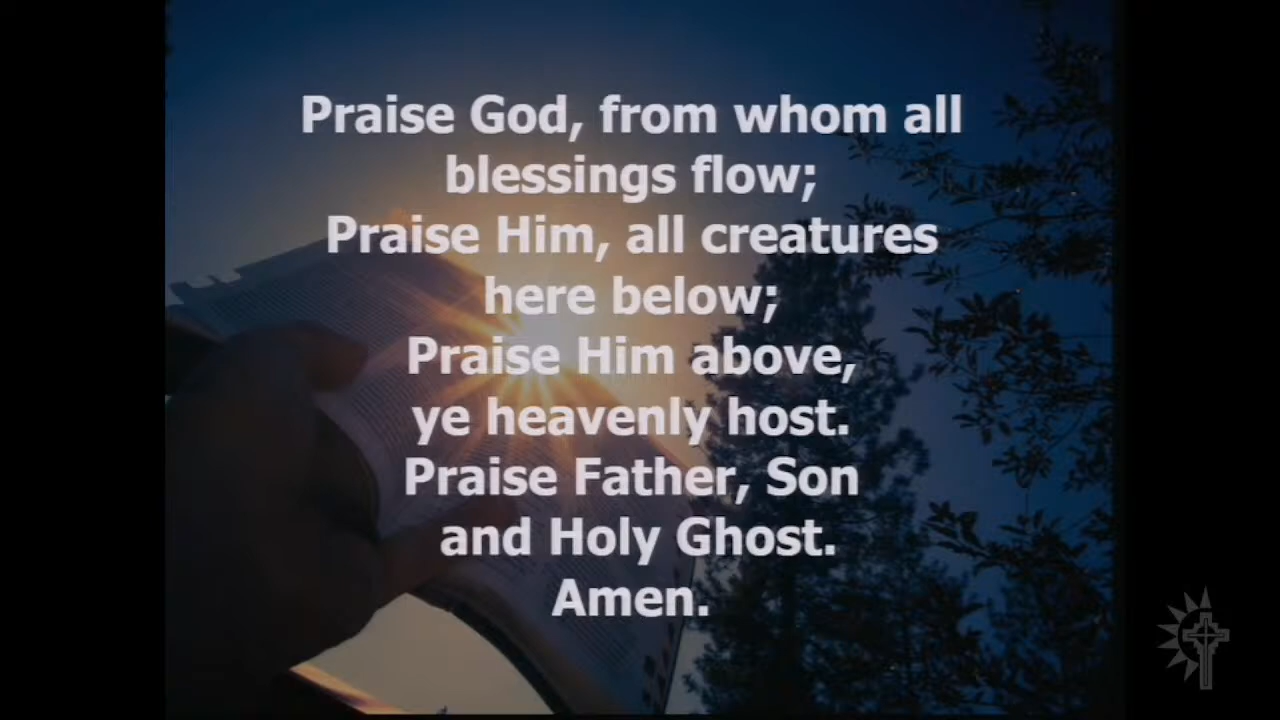 Praise God, from whom all
blessings flow;
Praise Him, all creatures
here below;
Praise Him above,
ye heavenly host.
Praise Father, Son
and Holy Ghost.
Amen.